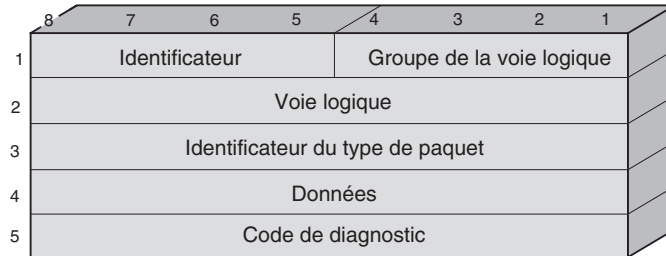 8 7 6 5 4 3 2 1
1 Identificateur Groupe de la voie logique
2 Voie logique
3 Identificateur du type de paquet
4 Données
5 Code de diagnostic